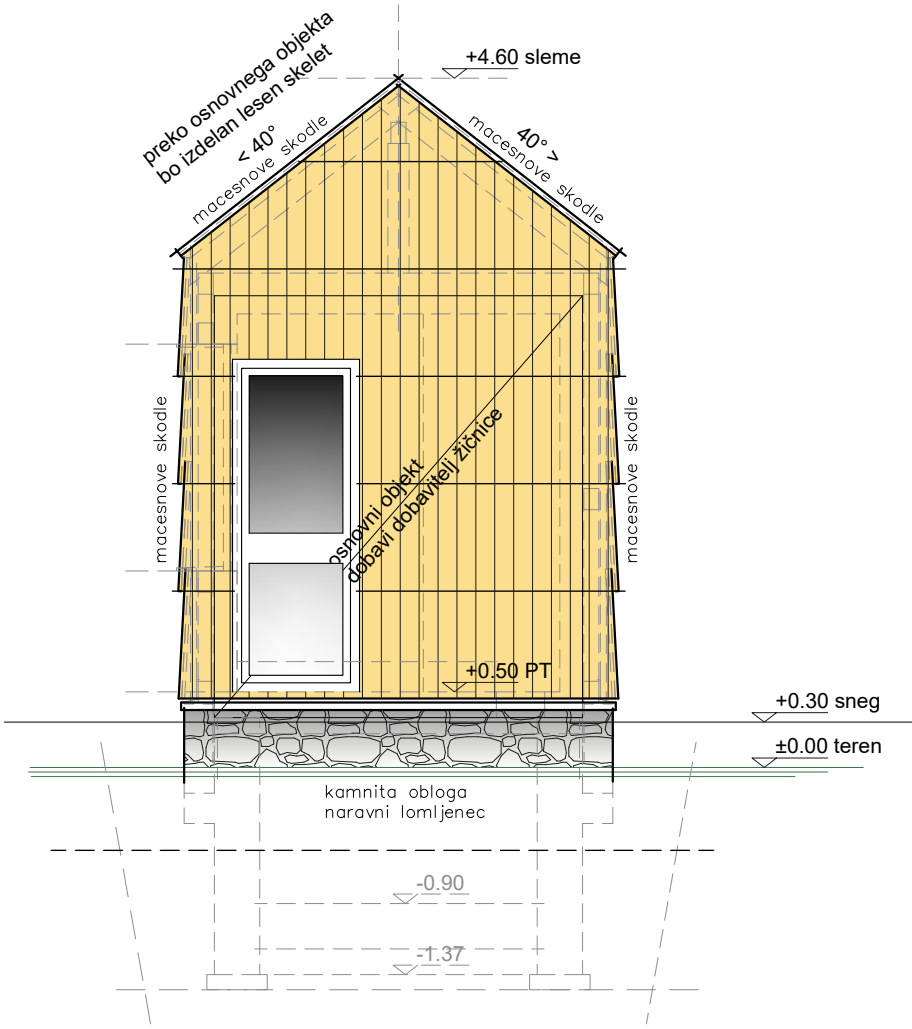 +4.60 sleme
preko osnovnega objekta
bo izdelan lesen skelet
< 40°
macesnove skodle
40° >
macesnove skodle
macesnove skodle
macesnove skodle
osnovni objekt
dobavi dobavitelj žičnice
+0.50 PT
+0.30 sneg
±0.00 teren
kamnita obloga
naravni lomljenec
-0.90
-1.37